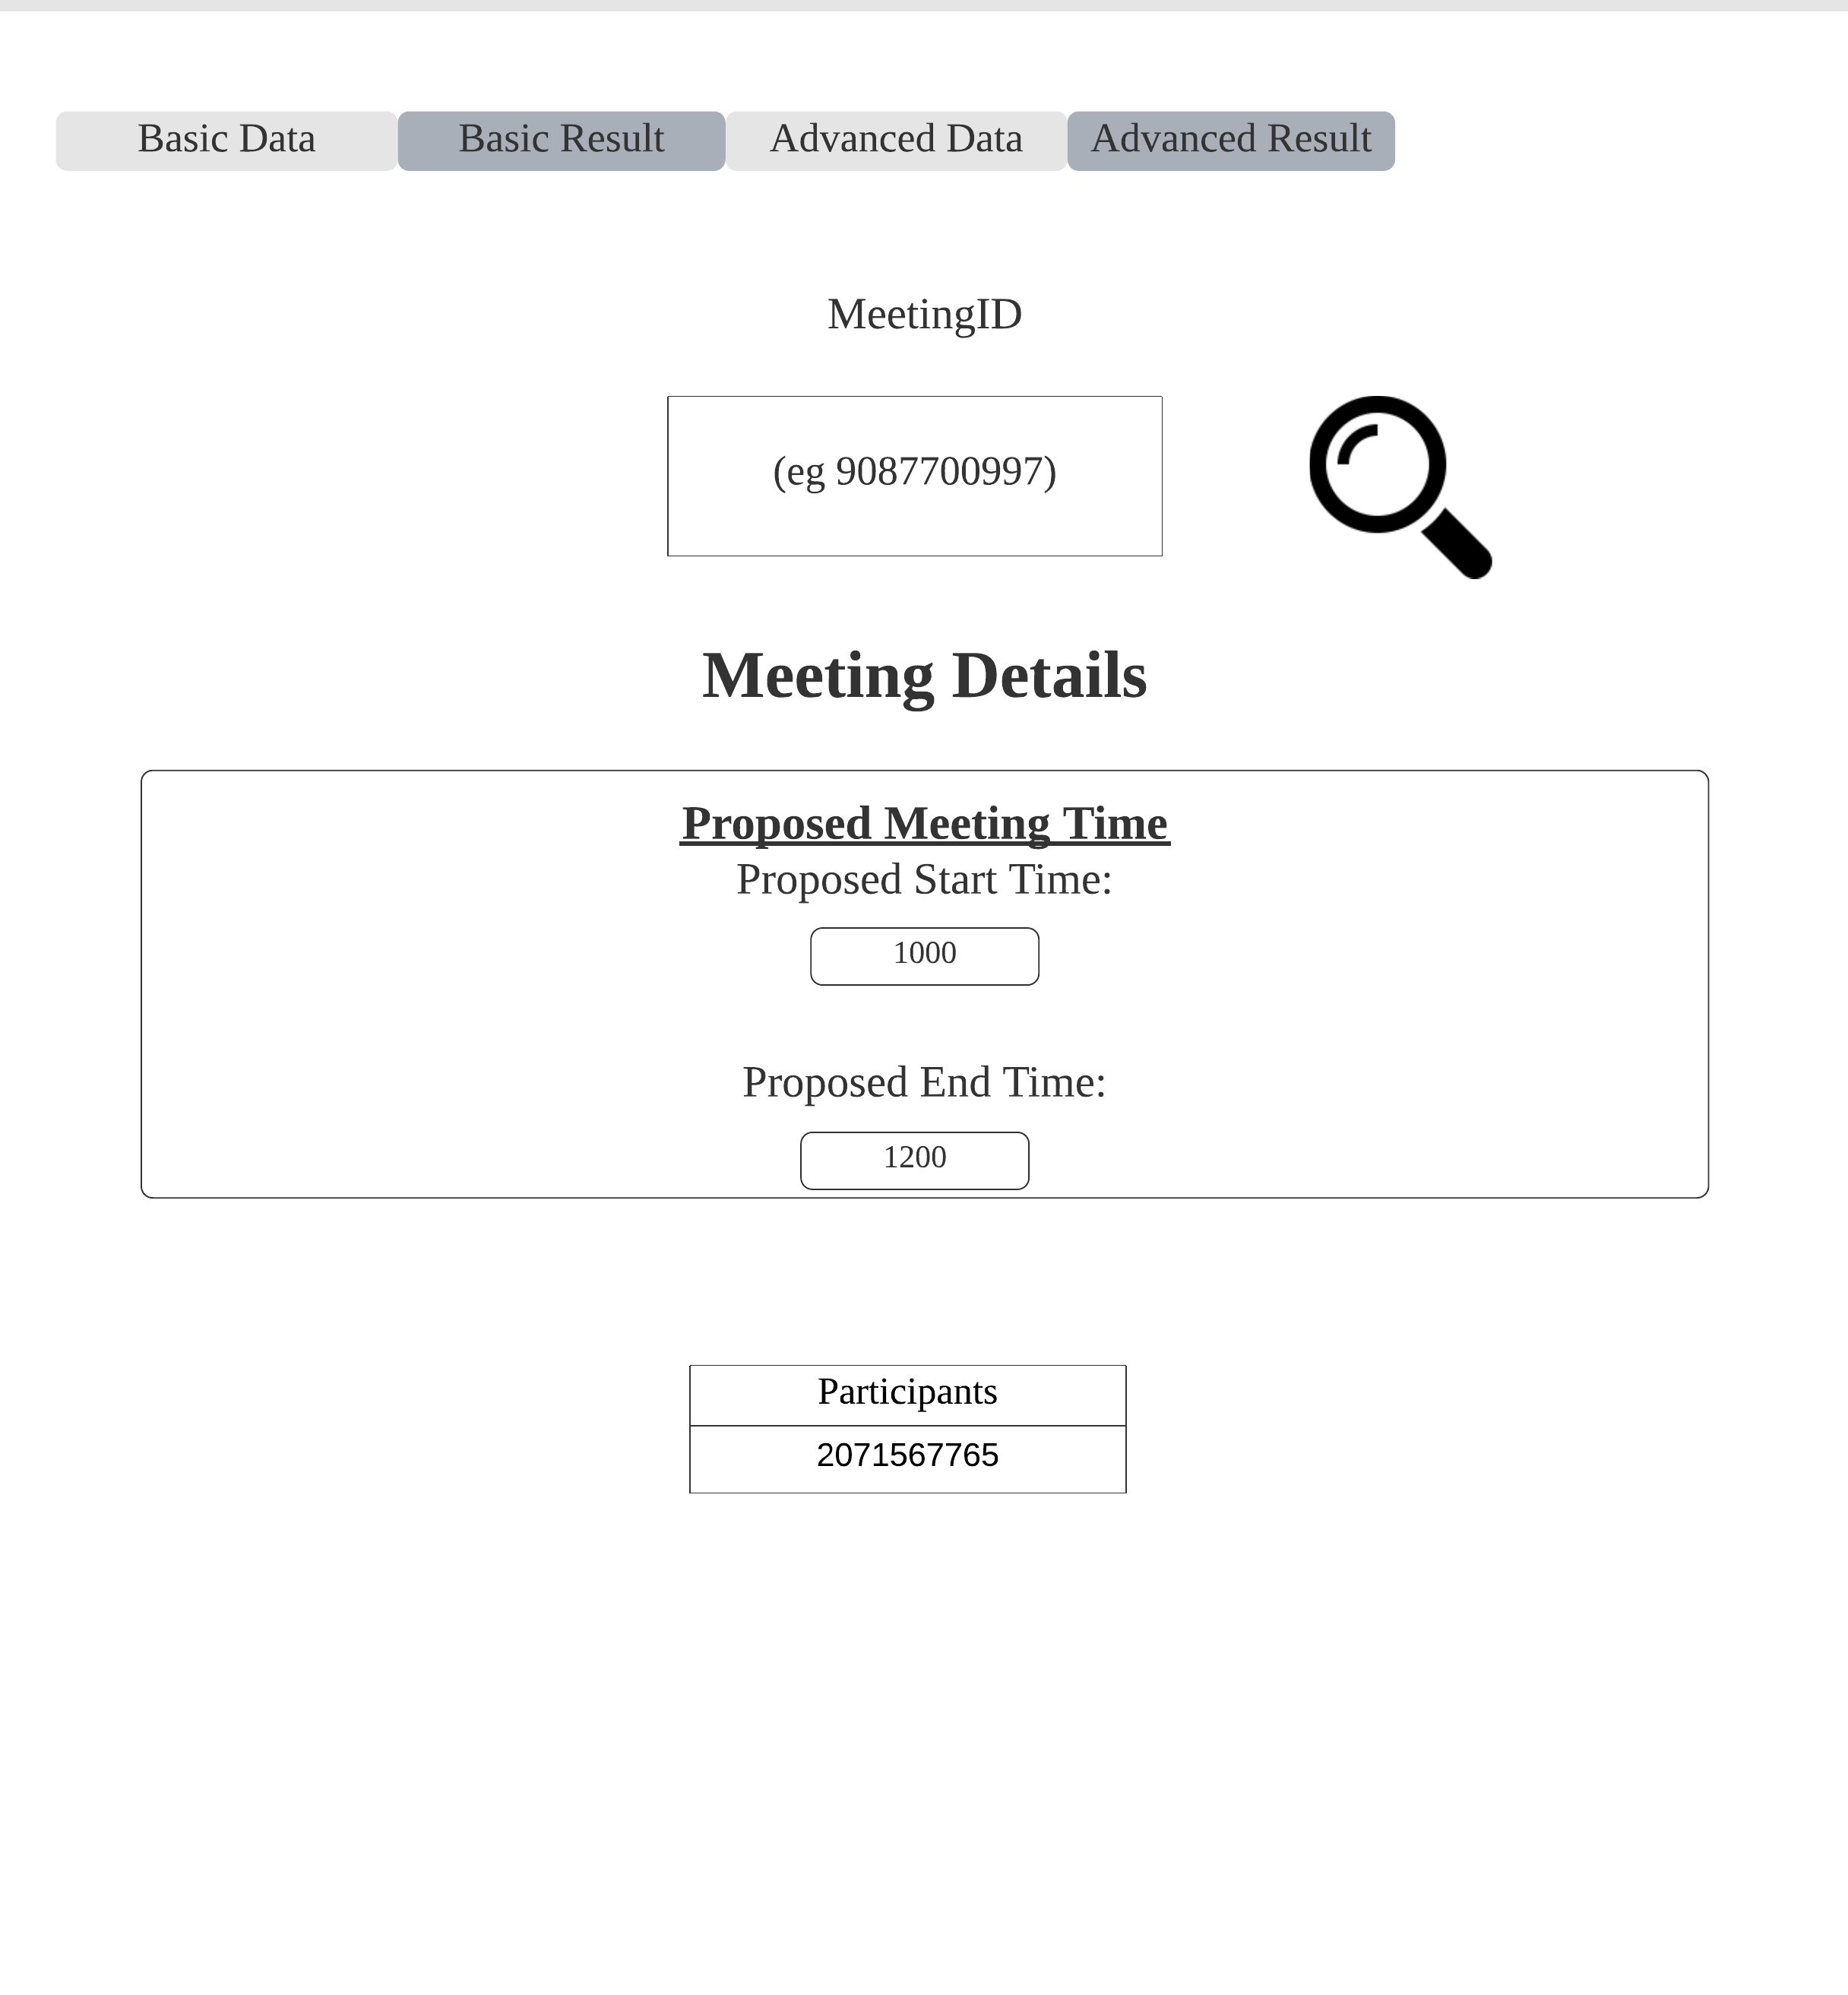 Basic Data Basic Result Advanced Data Advanced Result
MeetingID
(eg 9087700997)
Meeting Details
Proposed Meeting Time
Proposed Start Time:
1000
Proposed End Time:
1200
Participants
2071567765